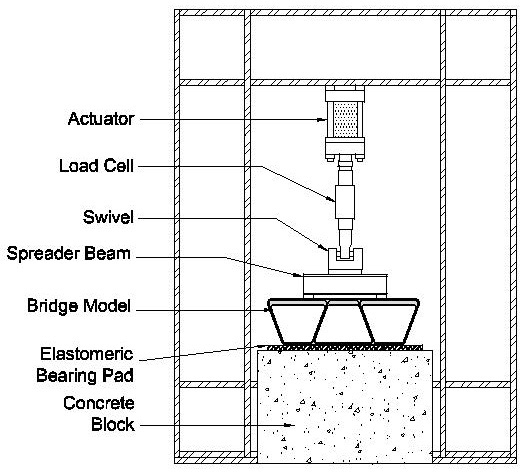 Actuator
Load Cell
Swivel
Spreader Beam
Bridge Model
Elastomeric
Bearing Pad
Concrete
Block